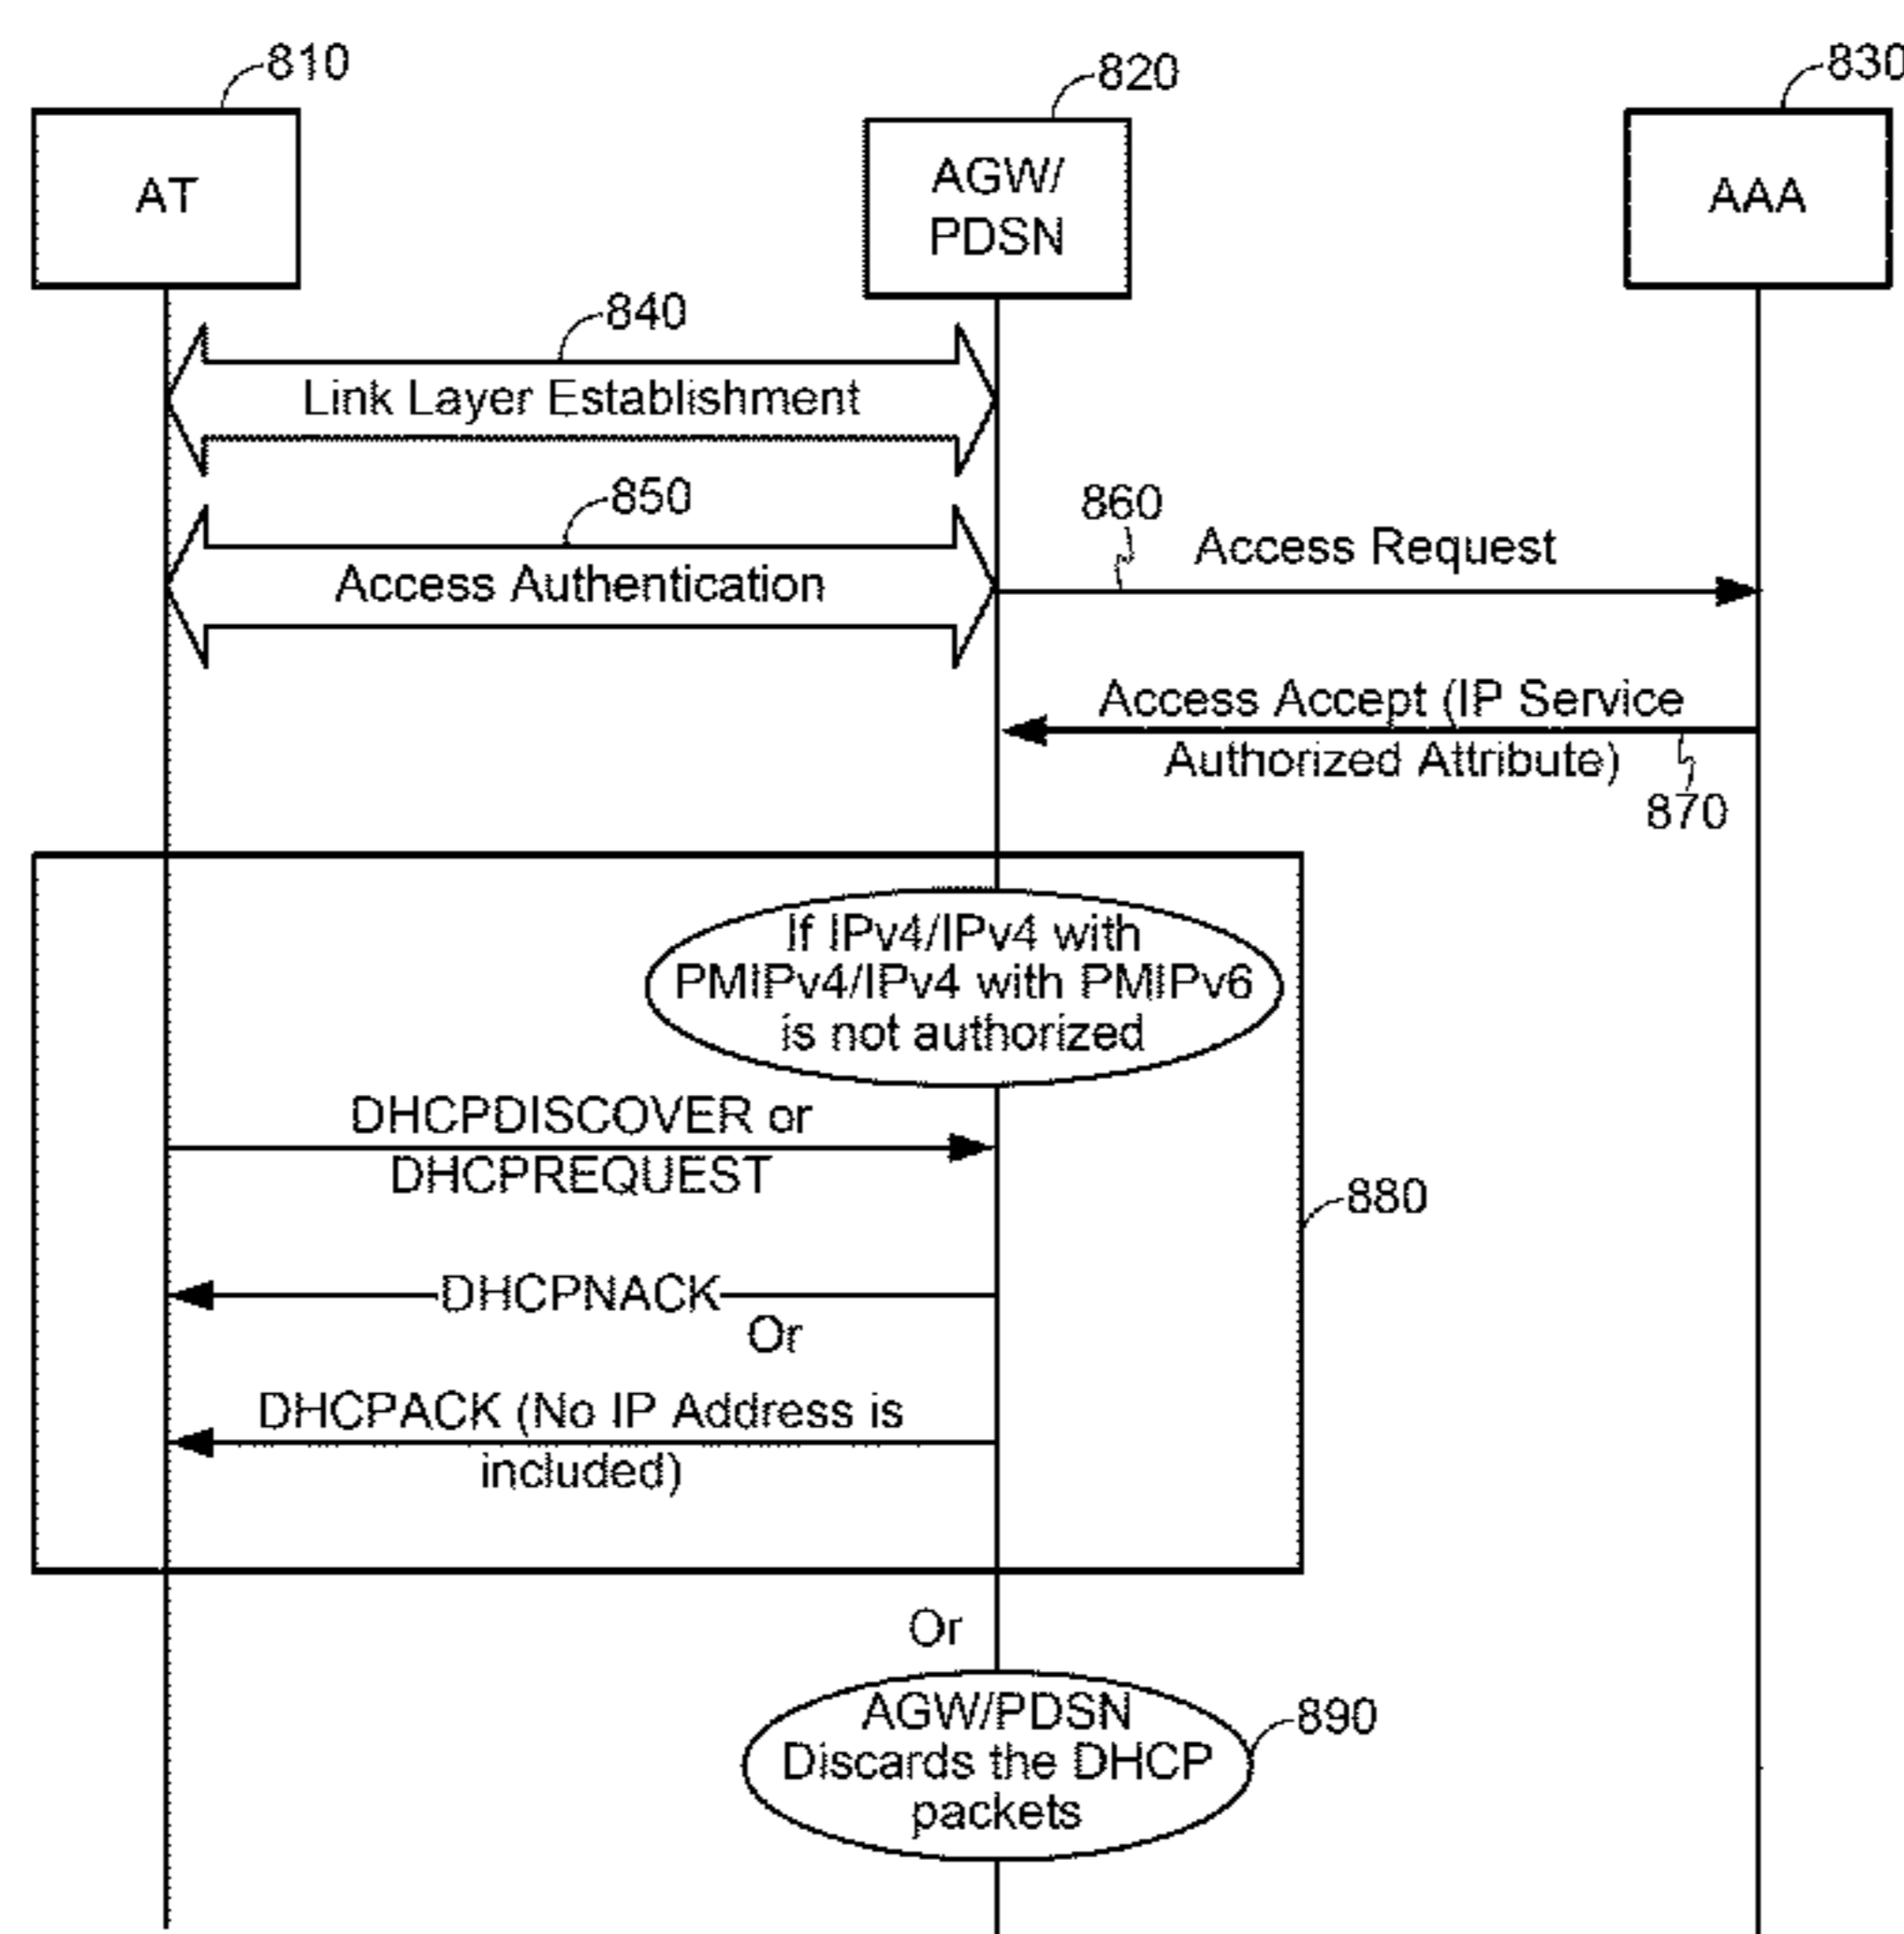 810
820
830
AT
AGW/
PDSN
AAA
840
Link Layer Establishment
850
Access Authentication
860
Access Request
Access Accept (IP Service
Authorized Attribute)
870
If IPv4/IPv4 with
PMIPv4/IPv4 with PMIPv6
is not authorized
DHCPDISCOVER or
DHCPREQUEST
880
DHCPNACK
Or
DHCPACK (No IP Address is
included)
Or
AGW/PDSN
Discards the DHCP
packets
890